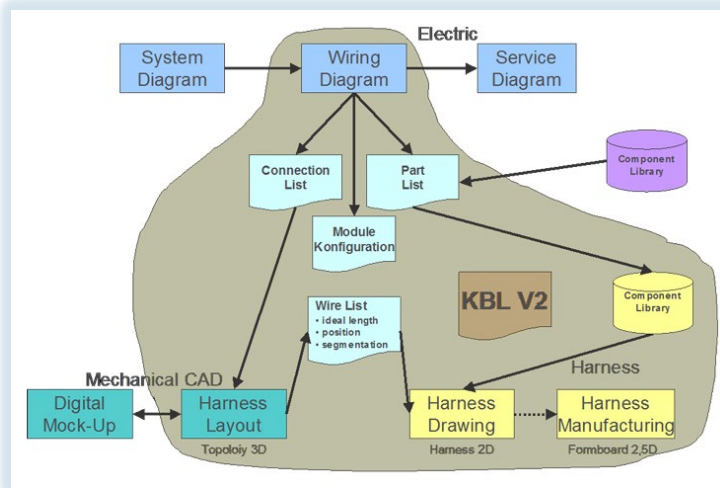 Electric
System
Diagram
Wiring
Diagram
Service
Diagram
Connection
List
Part
List
Component
Library
Module
Konfiguration
Wire List
• ideal length
• position
• segmentation
KBL V2
Component
Library
Mechanical CAD
Harness
Digital
Mock-Up
Harness
Layout
Harness
Drawing
Harness
Manufacturing
Topoloiy 3D
Harness 2D
Formboard 2,5D